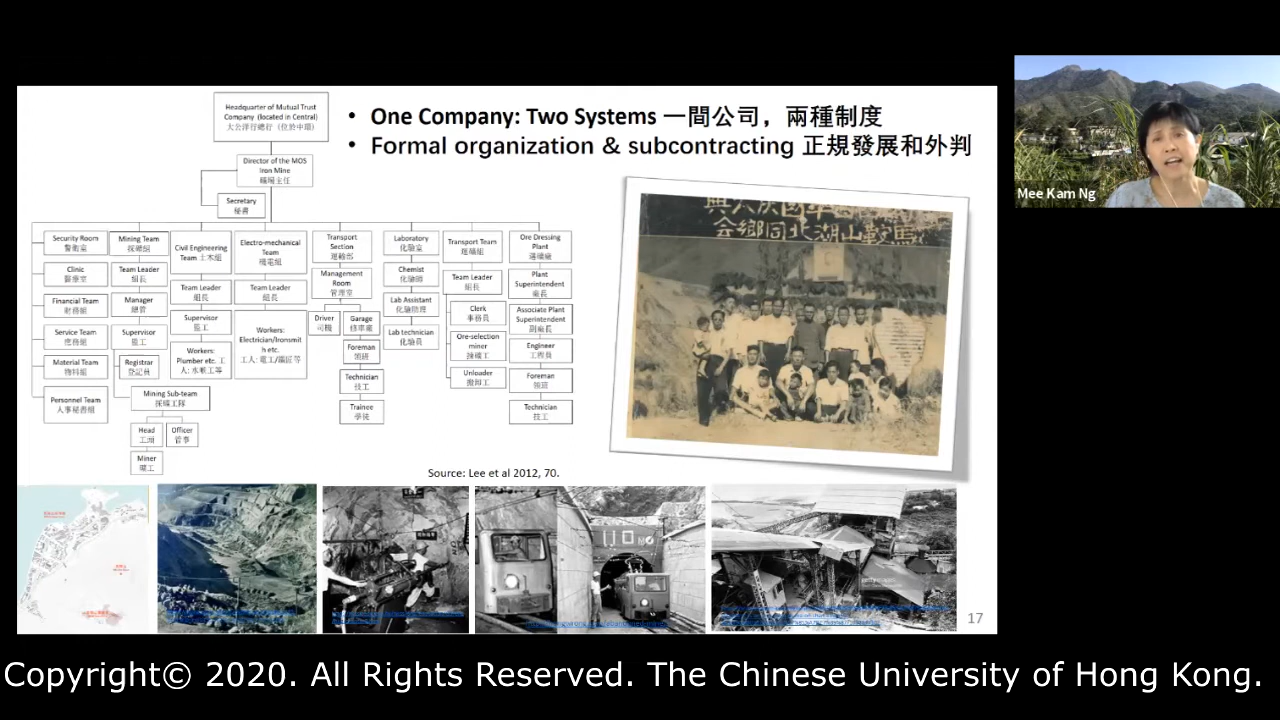 Headquarter of Mutual Trust
Company (located in Central)
大公洋行總行 (位於中環)
Director of the MOS
Iron Mine
礦場主任
Secretary
秘書
• One Company: Two Systems 一間公司，兩種制度
• Formal organization & subcontracting 正規發展和外判
Mee Kam Ng
Security Room
警衛室
Clinic
醫療室
Financial Team
財務組
Service Team
庶務組
Material Team
物料組
Personnel Team
人事秘書組
Mining Team
採礦組
Team Leader
組長
Manager
總管
Supervisor
監工
Registrar
登記員
Mining Sub-team
採礦工隊
Head
工頭
Officer
管事
Miner
礦工
Civil Engineering
Team 土木組
Team Leader
組長
Supervisor
監工
Workers:
Plumber etc. 工
人: 水喉工等
Electro-mechanical
Team
機電組
Team Leader
組長
Workers:
Electrician/Ironsmit
h etc.
工人: 電工/鐵匠等
Transport
Section
運輸部
Management
Room
管理室
Driver
司機
Garage
修車廠
Foreman
領班
Technician
技工
Trainee
學徒
Laboratory
化驗室
Chemist
化驗師
Lab Assistant
化驗助理
Lab technician
化驗員
Transport Team
運礦組
Team Leader
組長
Clerk
事務員
Ore-selection
miner
揀礦工
Unloader
搬卸工
Ore Dressing
Plant
選礦廠
Plant
Superintendent
廠長
Associate Plant
Superintendent
副廠長
Engineer
工程員
Foreman
領班
Technician
技工
Source: Lee et al 2012, 70.
17
Copyright© 2020. All Rights Reserved. The Chinese University of Hong Kong.